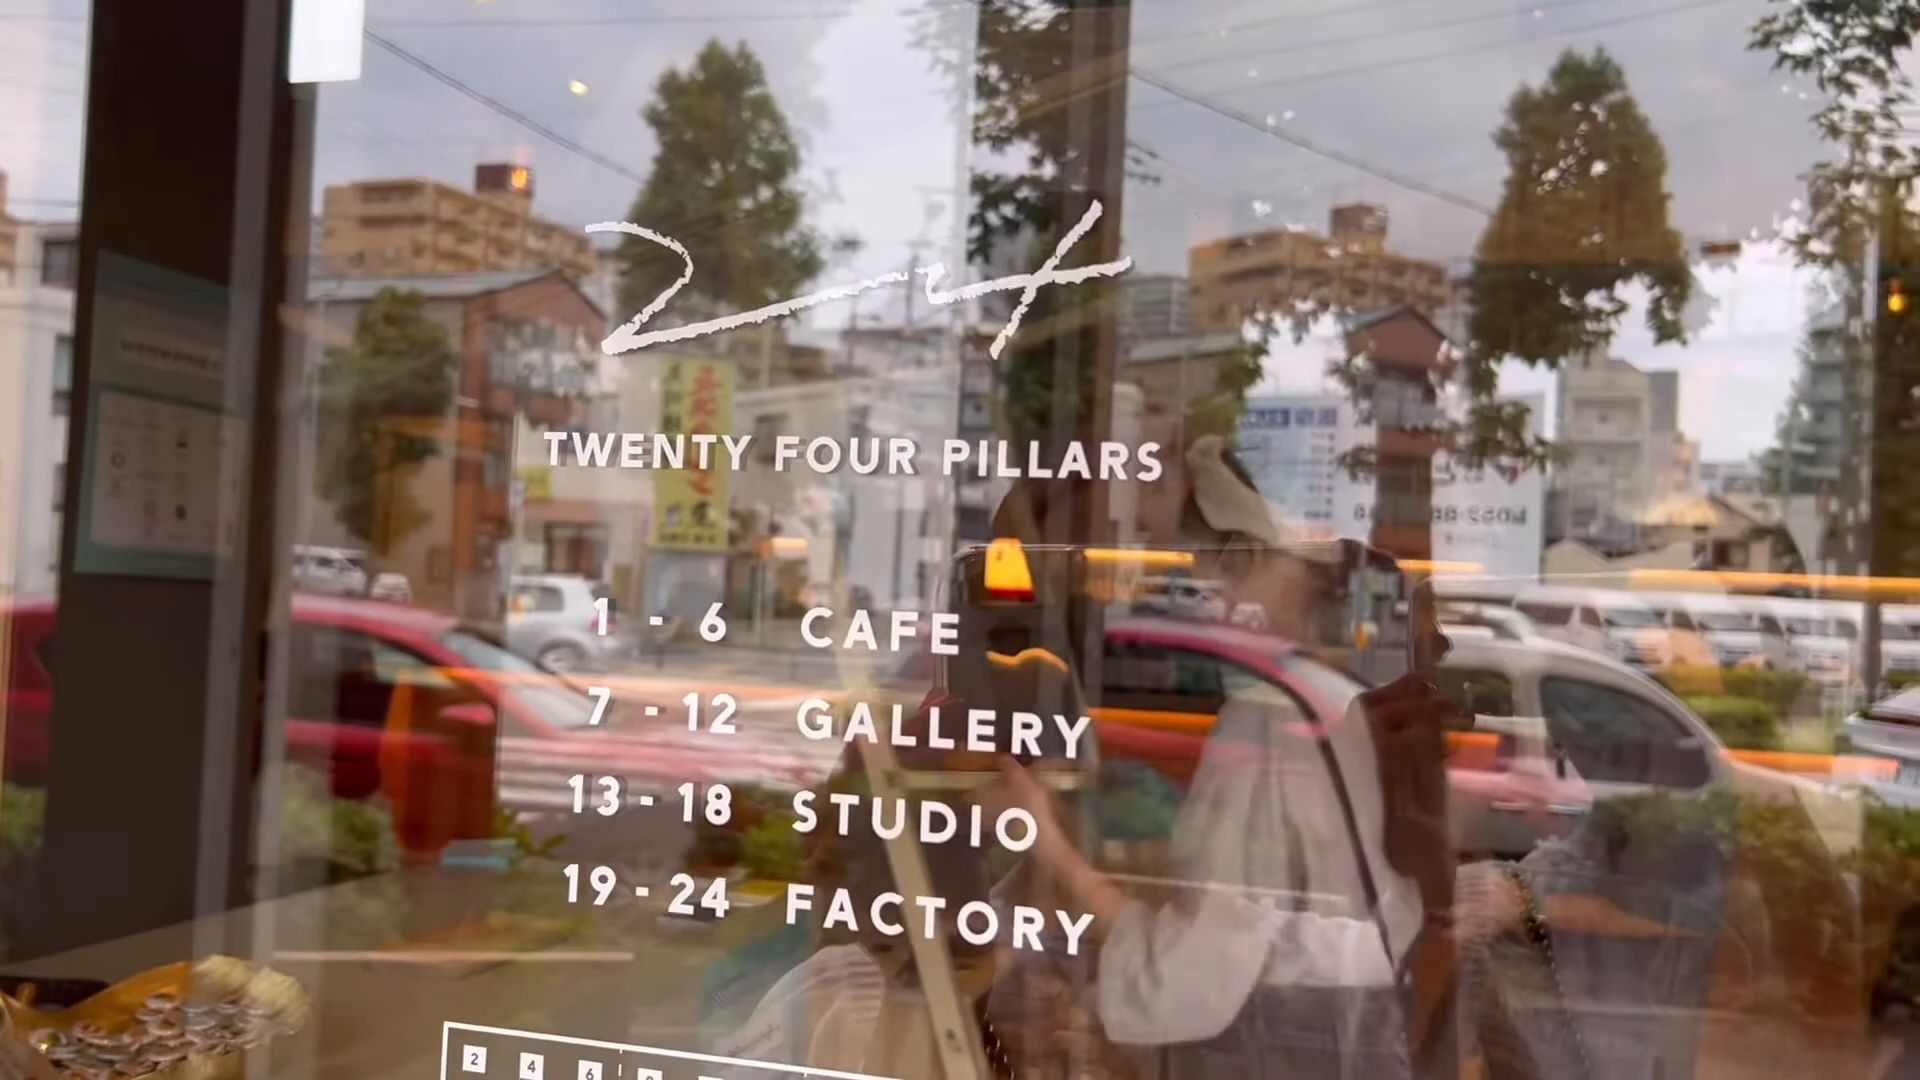 24
TWENTY FOUR PILLARS
1 - 6 CAFE
7 - 12 GALLERY
13 - 18 STUDIO
19 - 24 FACTORY
2 4 6